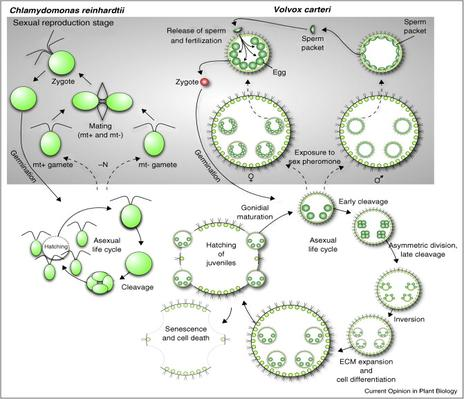 Chlamydomonas reinhardtii
Volvox carteri
Sexual reproduction stage
Zygote
Mating
(mt+ and mt-)
mt+ gamete
–N
mt- gamete
Germination
Hatching
Asexual
life cycle
Cleavage
Release of sperm
and fertilization
Sperm
packet
Sperm
packet
Egg
Zygote
Germination
Exposure to
sex pheromone
♀
♂
Gonidial
maturation
Early cleavage
Asexual
life cycle
Asymmetric division,
late cleavage
Inversion
ECM expansion
and
cell differentiation
Hatching
of
juveniles
Senescence
and cell death
Current Opinion in Plant Biology